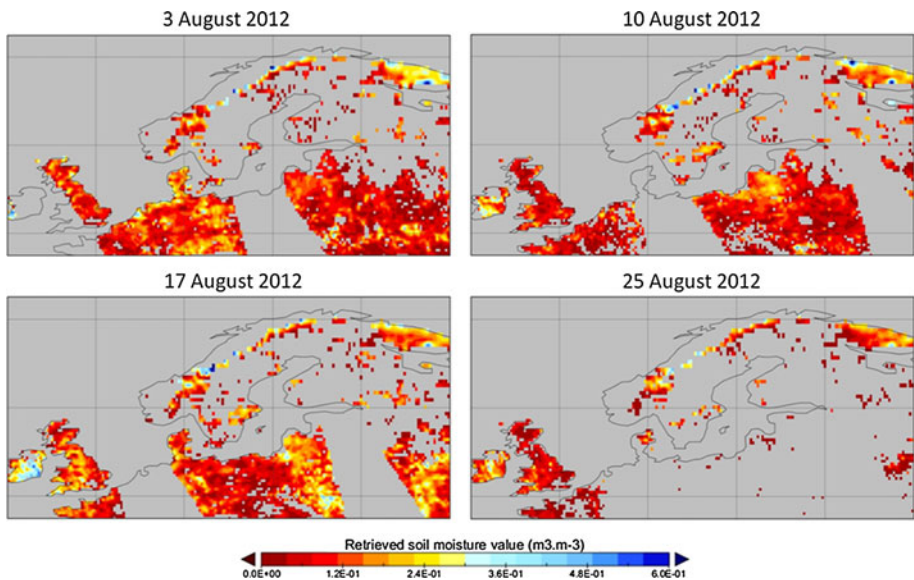 3 August 2012
10 August 2012
17 August 2012
25 August 2012
Retrieved soil moisture value (m3.m-3)
0.0E+00 1.2E-01 2.4E-01 3.6E-01 4.8E-01 6.0E-01